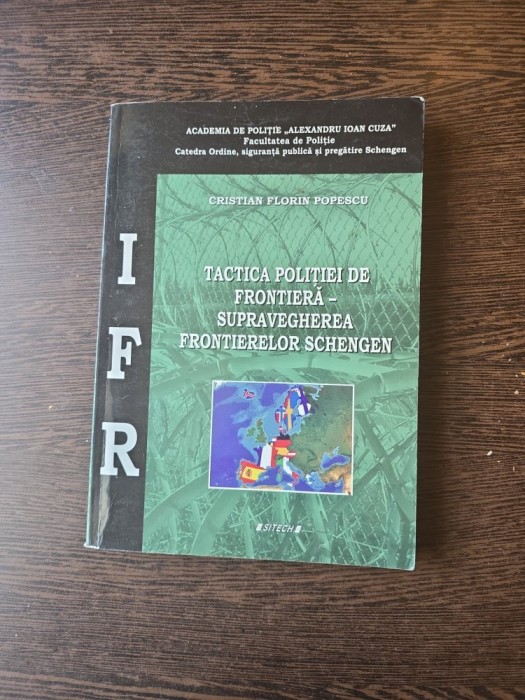 ACADEMIA DE POLIȚIE „ALEXANDRU IOAN CUZA”
Facultatea de Poliție
Catedra Ordine, siguranță publică și pregătire Schengen
CRISTIAN FLORIN POPESCU
I
F
R
TACTICA POLITIEI DE
FRONTIERĂ –
SUPRAVEGHEREA
FRONTIERELOR SCHENGEN
SITECH